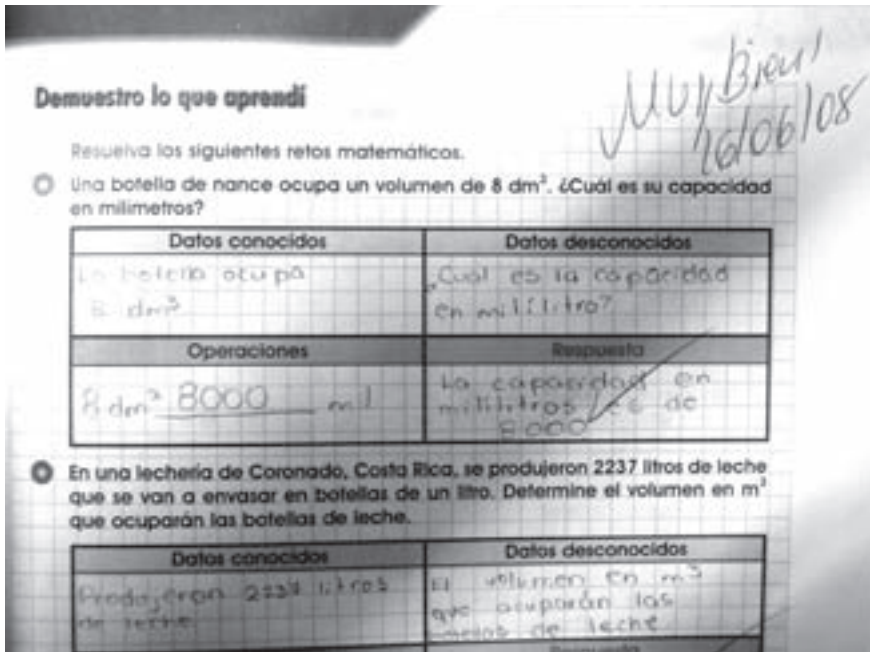 Demuestro lo que aprendí
Muy Bien!
16/06/08
Resuelva los siguientes retos matemáticos.
Una botella de nance ocupa un volumen de 8 dm³. ¿Cuál es su capacidad
en milimetros?
Datos conocidos
Datos desconocidos
La botella ocupa
8 dm³
¿Cuál es la capacidad
en mililitro?
Operaciones
Respuesta
8 dm³ 8000 ml
La capacidad en
mililitros es de
8000
En una lechería de Coronado, Costa Rica, se produjeron 2237 litros de leche
que se van a envasar en botellas de un litro. Determine el volumen en m³
que ocuparán las botellas de leche.
Datos conocidos
Datos desconocidos
Produjeron 2237 litros
de leche
El volumen en m³
que ocuparán las
de leche
Respuesta